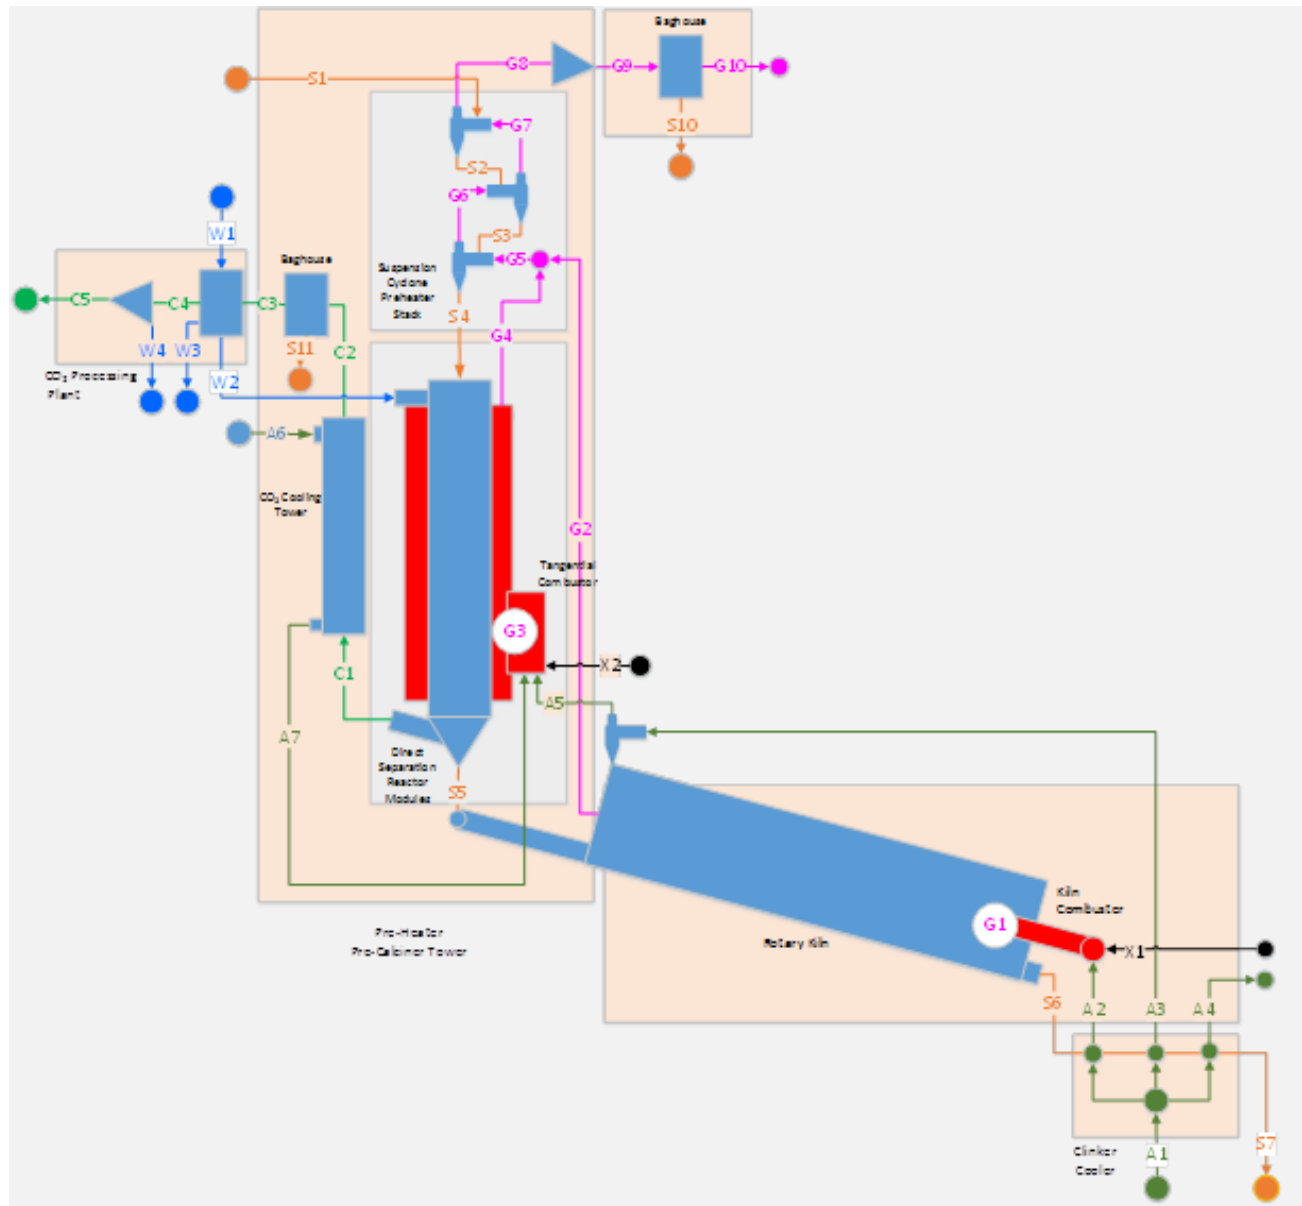 Baghouse
G8
G9
G10
S1
S10
G7
S2
G6
W1
S3
Baghouse
G5
Suspension
Cyclone
Preheater
Stack
C5
C4
C3
S4
G4
W4
W3
S11
C2
CO₂ Processing
Plant
W2
A6
CO₂ Cooling
Tower
G2
Tangential
Combustor
G3
X2
C1
A5
A7
Direct
Separation
Reactor
Modules
S5
Kiln
Combustor
G1
Pre-Heater
Pre-Calciner Tower
Rotary Kiln
X1
S6
A2
A3
A4
Clinker
Cooler
A1
S7